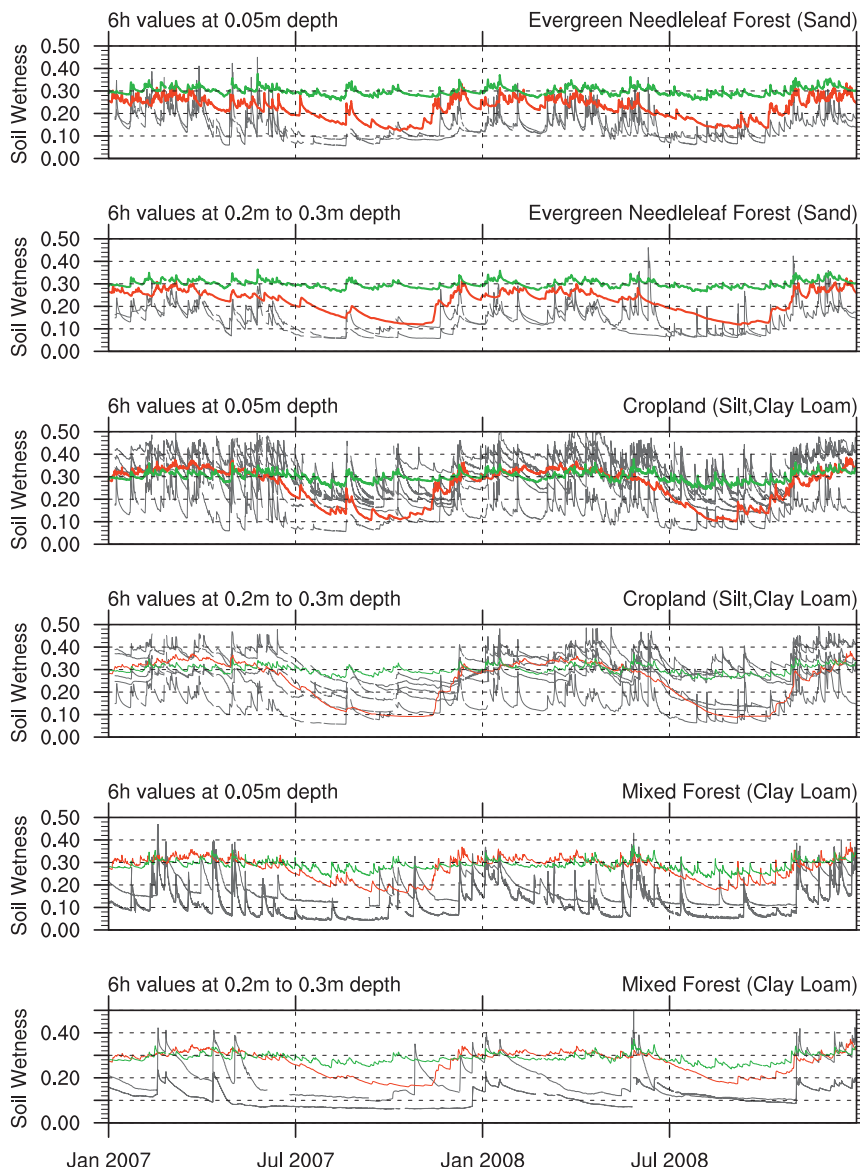 6h values at 0.05m depth Evergreen Needleleaf Forest (Sand)
Soil Wetness
0.50
0.40
0.30
0.20
0.10
0.00
6h values at 0.2m to 0.3m depth Evergreen Needleleaf Forest (Sand)
Soil Wetness
0.50
0.40
0.30
0.20
0.10
0.00
6h values at 0.05m depth Cropland (Silt,Clay Loam)
Soil Wetness
0.50
0.40
0.30
0.20
0.10
0.00
6h values at 0.2m to 0.3m depth Cropland (Silt,Clay Loam)
Soil Wetness
0.50
0.40
0.30
0.20
0.10
0.00
6h values at 0.05m depth Mixed Forest (Clay Loam)
Soil Wetness
0.50
0.40
0.30
0.20
0.10
0.00
6h values at 0.2m to 0.3m depth Mixed Forest (Clay Loam)
Soil Wetness
0.40
0.20
0.00
Jan 2007 Jul 2007 Jan 2008 Jul 2008